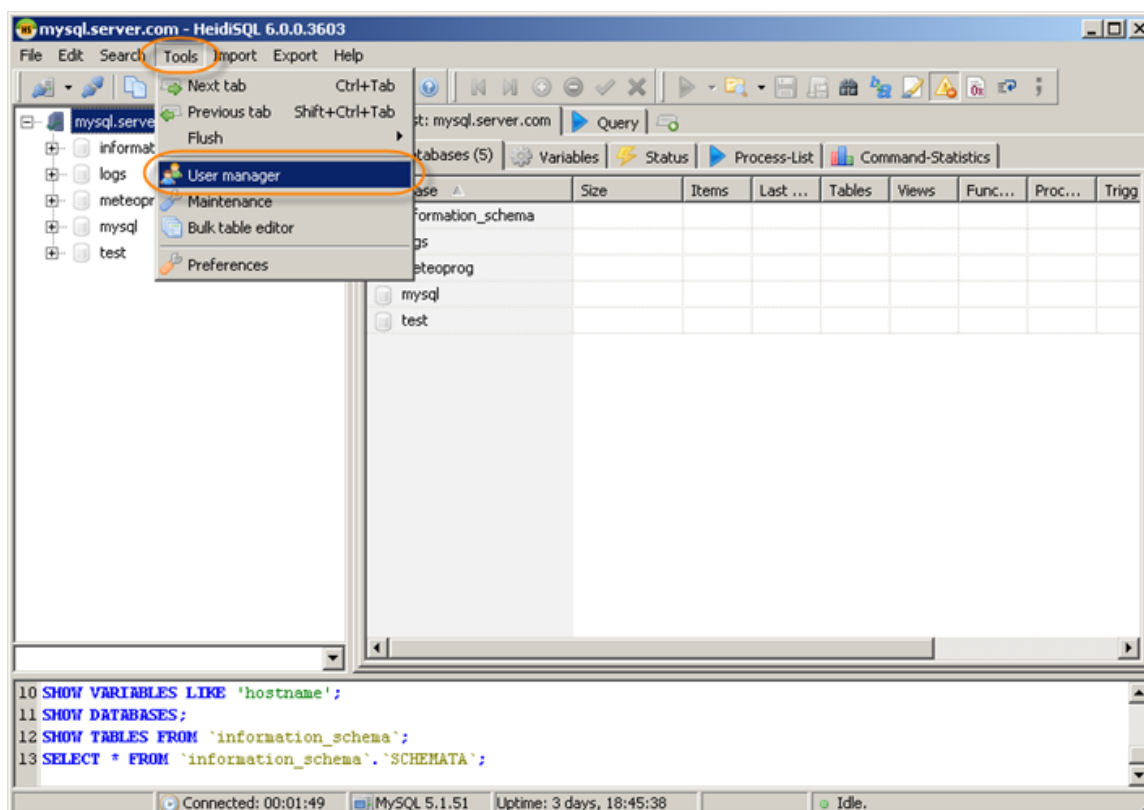 mysql.server.com - HeidiSQL 6.0.0.3603
File Edit Search Tools Import Export Help
Next tab Ctrl+Tab
Previous tab Shift+Ctrl+Tab
Flush
User manager
Maintenance
Bulk table editor
Preferences
mysql.serve
informat
logs
meteopr
mysql
test
st: mysql.server.com Query
tabases (5) Variables Status Process-List Command-Statistics
ase Size Items Last ... Tables Views Func... Proc... Trigg
formation_schema
gs
eteoprog
mysql
test
10 SHOW VARIABLES LIKE 'hostname';
11 SHOW DATABASES;
12 SHOW TABLES FROM `information_schema`;
13 SELECT * FROM `information_schema`.`SCHEMATA`;
Connected: 00:01:49 MySQL 5.1.51 Uptime: 3 days, 18:45:38 Idle.